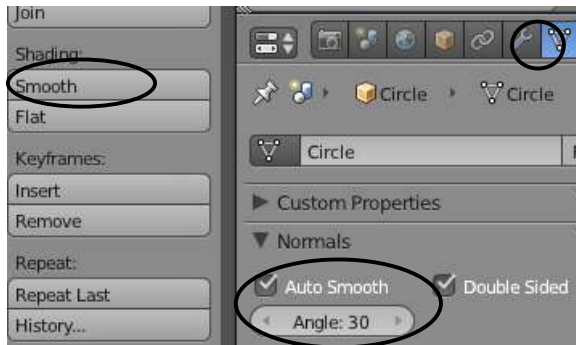 Join
Shading:
Smooth
Flat
Keyframes:
Insert
Remove
Repeat:
Repeat Last
History...
Circle Circle
Circle
Custom Properties
Normals
Auto Smooth Double Sided
Angle: 30